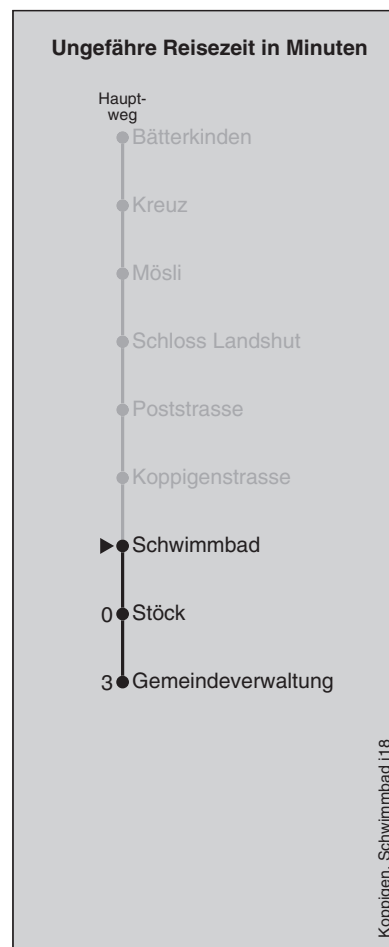 Ungefähre Reisezeit in Minuten
Haupt-
weg
Bätterkinden
Kreuz
Mösli
Schloss Landshut
Poststrasse
Koppigenstrasse
Schwimmbad
0 Stöck
3 Gemeindeverwaltung
Koppigen, Schwimmbad j18